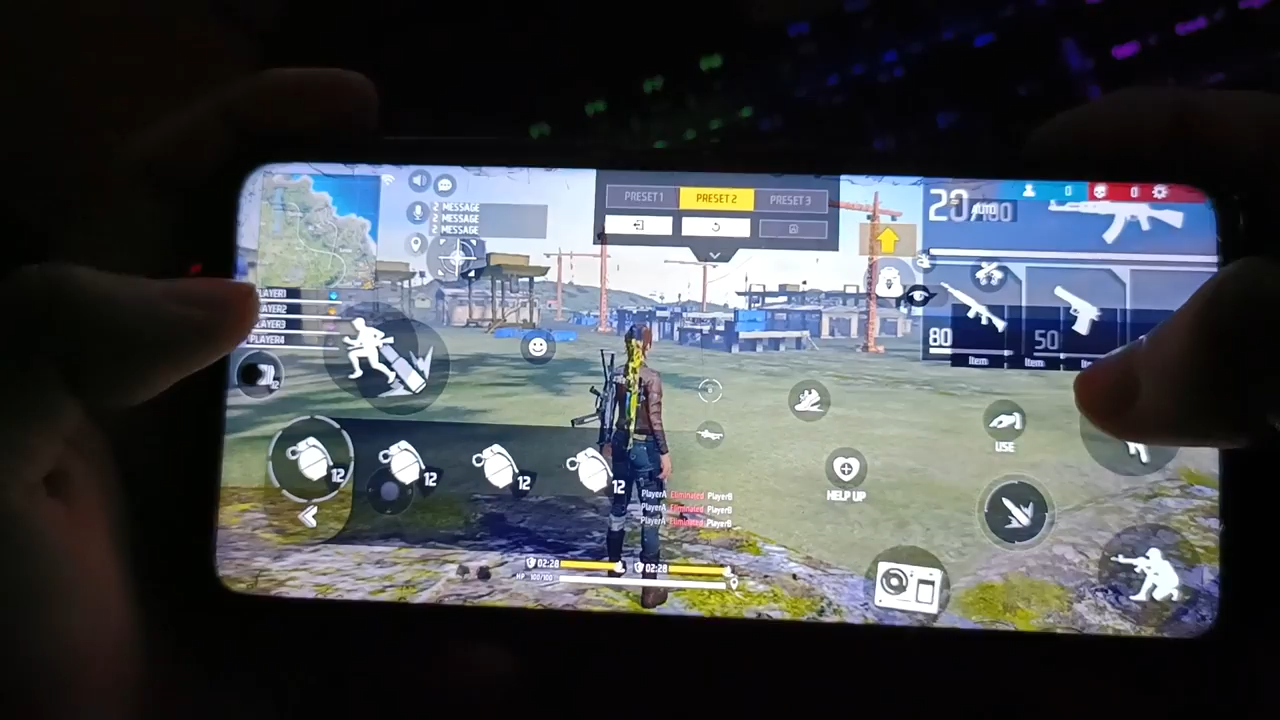 2 MESSAGE
2 MESSAGE
2 MESSAGE
PRESET 1
PRESET 2
PRESET 3
20
AUTO
0
0
PLAYER1
PLAYER2
PLAYER3
PLAYER4
80
50
Item
Item
Item
12
12
12
12
12
USE
HELP UP
PlayerA Eliminated PlayerB
PlayerA Eliminated PlayerB
PlayerA Eliminated PlayerB
02:28
02:28
HP 100/100